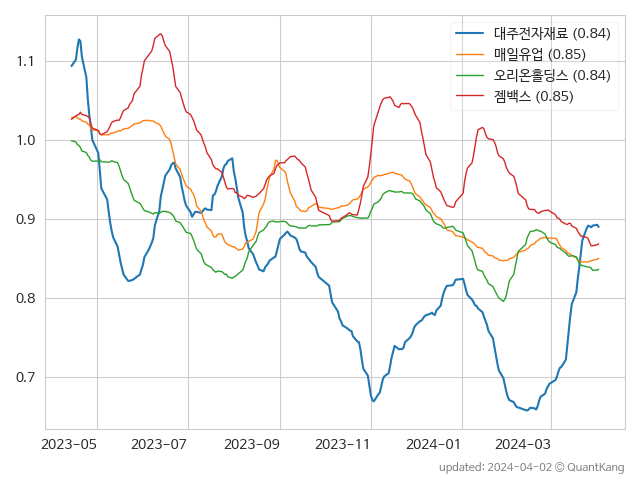 대주전자재료 (0.84)
매일유업 (0.85)
오리온홀딩스 (0.84)
젬백스 (0.85)
1.1
1.0
0.9
0.8
0.7
2023-05 2023-07 2023-09 2023-11 2024-01 2024-03
updated: 2024-04-02 © QuantKang